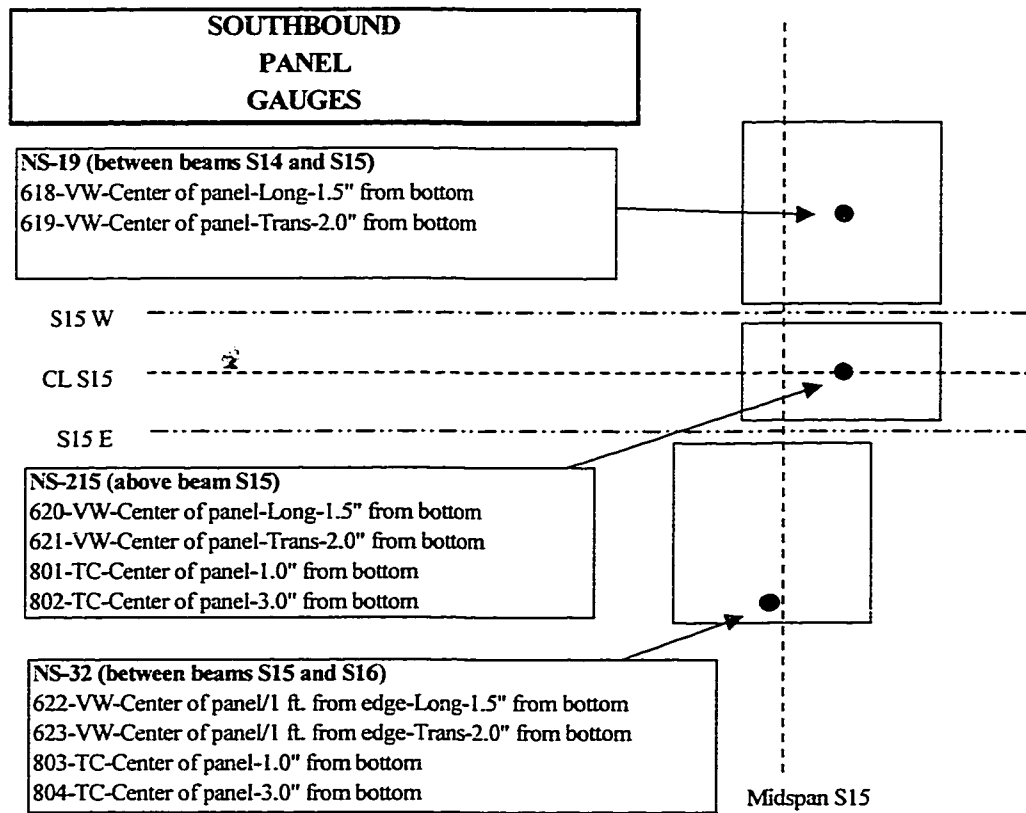 SOUTHBOUND
PANEL
GAUGES
NS-19 (between beams S14 and S15)
618-VW-Center of panel-Long-1.5" from bottom
619-VW-Center of panel-Trans-2.0" from bottom
S15 W
CL S15
S15 E
NS-215 (above beam S15)
620-VW-Center of panel-Long-1.5" from bottom
621-VW-Center of panel-Trans-2.0" from bottom
801-TC-Center of panel-1.0" from bottom
802-TC-Center of panel-3.0" from bottom
NS-32 (between beams S15 and S16)
622-VW-Center of panel/1 ft. from edge-Long-1.5" from bottom
623-VW-Center of panel/1 ft. from edge-Trans-2.0" from bottom
803-TC-Center of panel-1.0" from bottom
804-TC-Center of panel-3.0" from bottom
Midspan S15